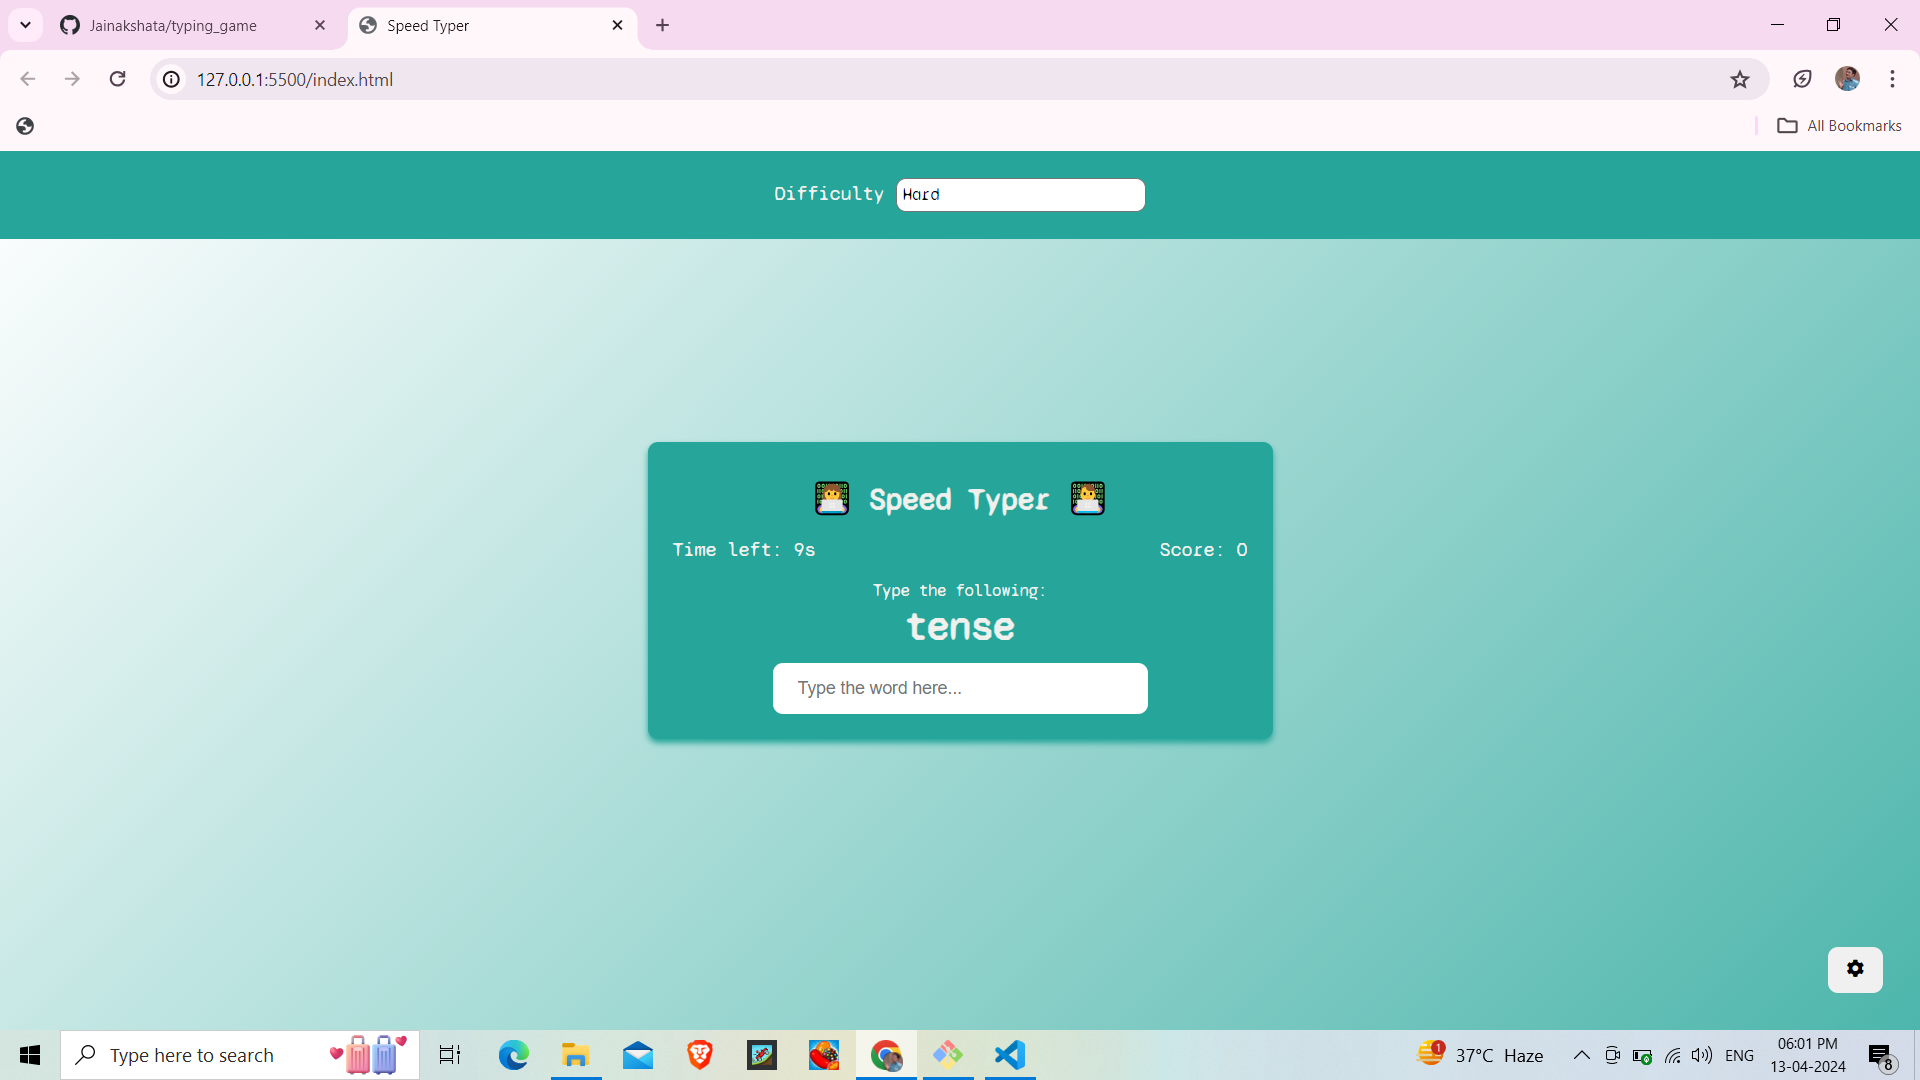 Jainakshata/typing_game
Speed Typer
127.0.0.1:5500/index.html
All Bookmarks
Difficulty Hard
Speed Typer
Time left: 9s Score: 0
Type the following:
tense
Type the word here...
Type here to search
1
37°C Haze
ENG
06:01 PM
13-04-2024
8